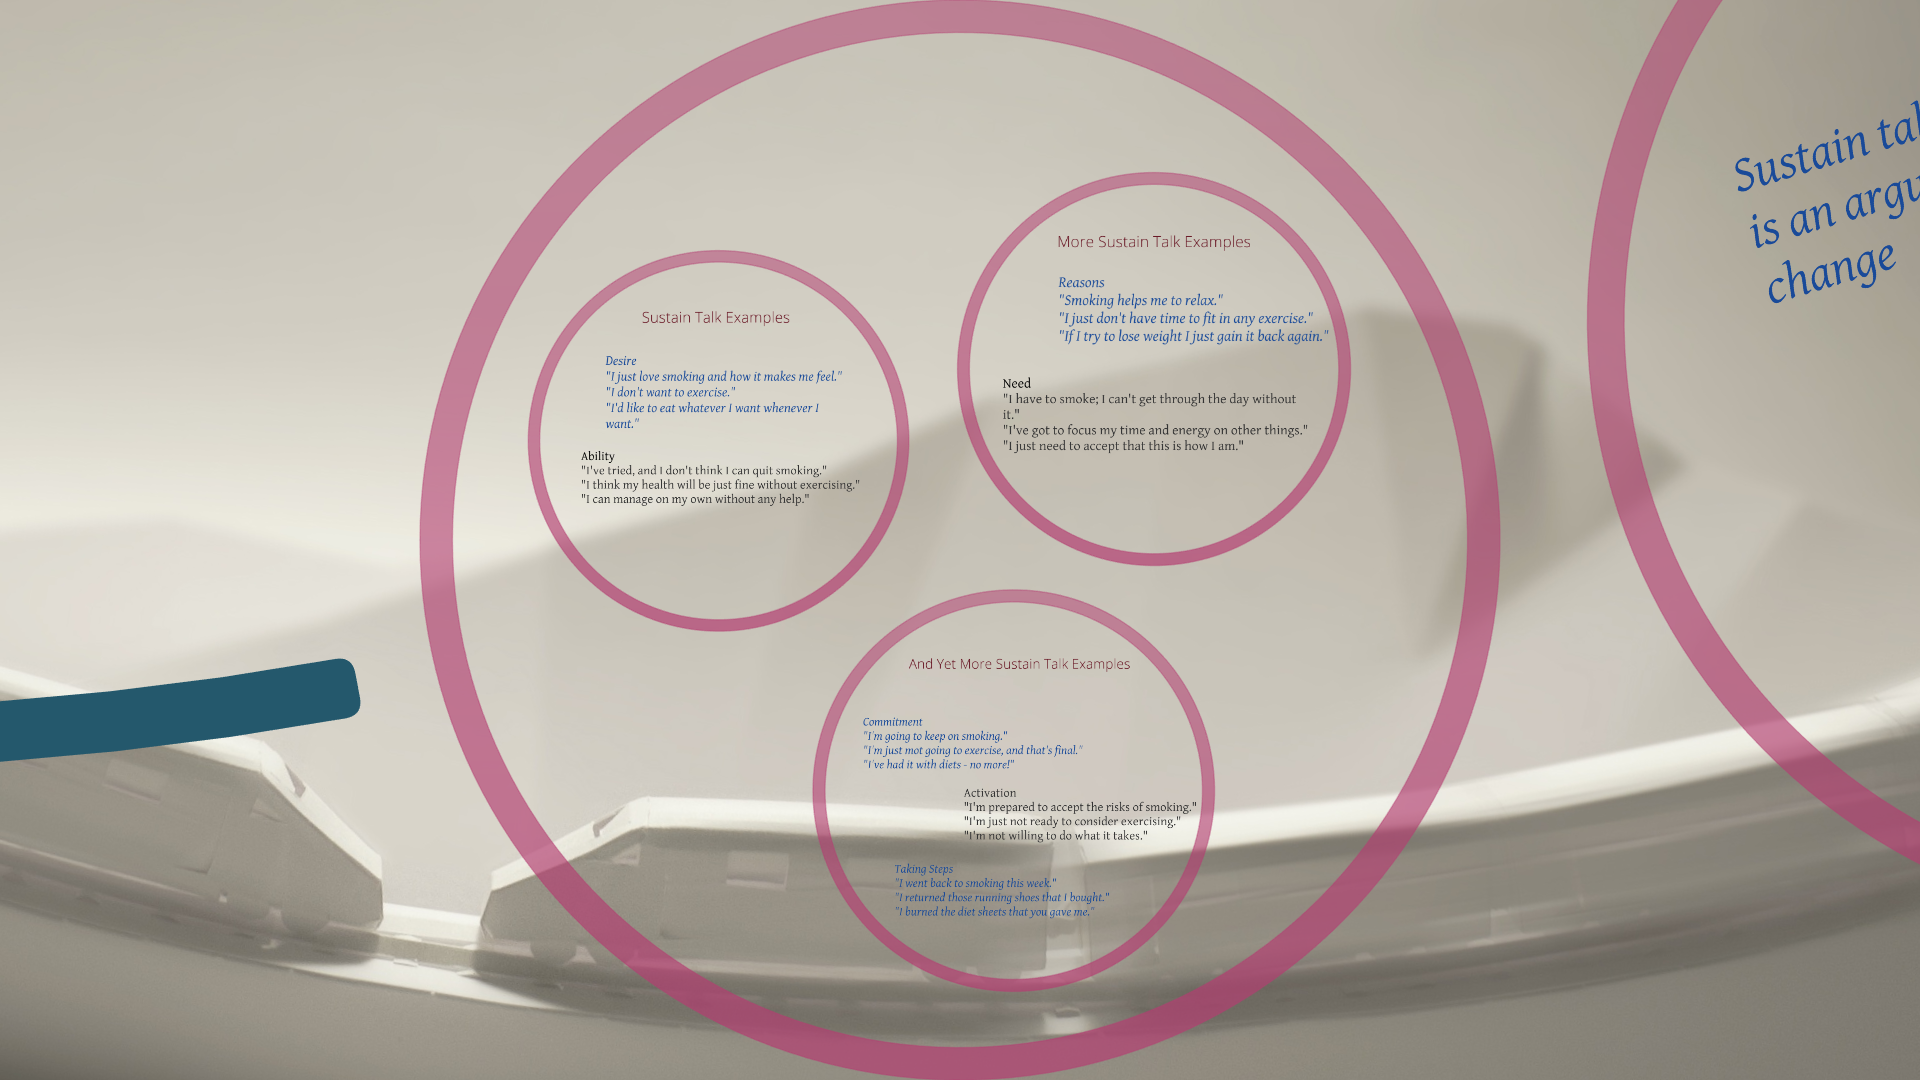 Sustain Talk Examples
Desire
"I just love smoking and how it makes me feel."
"I don't want to exercise."
"I'd like to eat whatever I want whenever I
want."
Ability
"I've tried, and I don't think I can quit smoking."
"I think my health will be just fine without exercising."
"I can manage on my own without any help."
More Sustain Talk Examples
Reasons
"Smoking helps me to relax."
"I just don't have time to fit in any exercise."
"If I try to lose weight I just gain it back again."
Need
"I have to smoke; I can't get through the day without
it."
"I've got to focus my time and energy on other things."
"I just need to accept that this is how I am."
And Yet More Sustain Talk Examples
Commitment
"I'm going to keep on smoking."
"I'm just mot going to exercise, and that's final."
"I've had it with diets - no more!"
Activation
"I'm prepared to accept the risks of smoking."
"I'm just not ready to consider exercising."
"I'm not willing to do what it takes."
Taking Steps
"I went back to smoking this week."
"I returned those running shoes that I bought."
"I burned the diet sheets that you gave me."
Sustain
is an
change